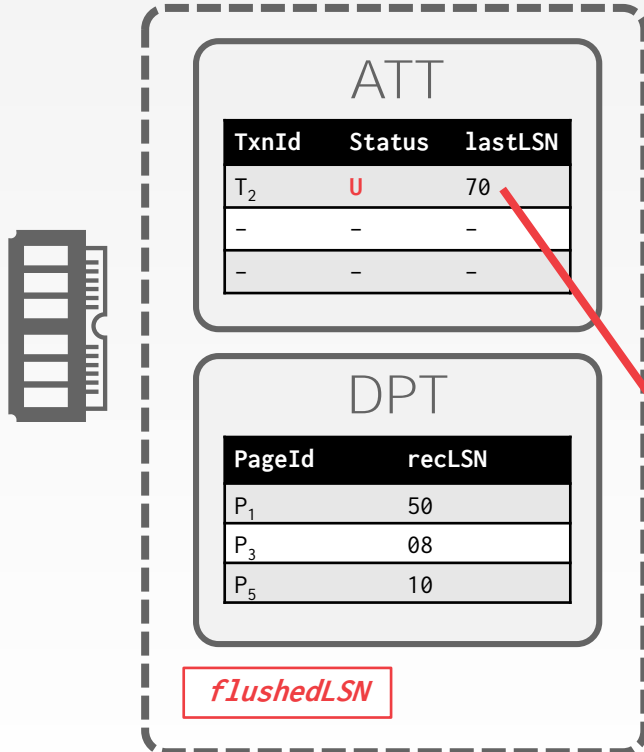 ATT
TxnId Status lastLSN
T₂ U 70
– – –
– – –
DPT
PageId recLSN
P₁ 50
P₃ 08
P₅ 10
flushedLSN